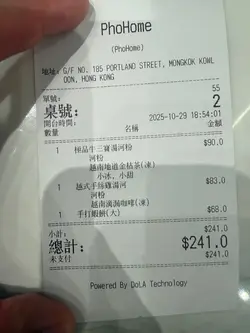 PhoHome
(PhoHome)
地址: G/F NO. 185 PORTLAND STREET, MONGKOK KOWL
OON, HONG KONG
單號: 55
桌號: 2
開台時間: 2025-10-29 18:54:01
數量 名稱 金額
1 極品牛三寶湯河粉 $90.0
河粉
越南地道金桔茶(凍)
小冰, 小甜
1 越式手絲雞湯河 $83.0
河粉
越南滴漏咖啡(凍)
1 手打蝦餅(大) $68.0
小計: $241.0
總計: $241.0
未支付 $241.0
Powered By DoLA Technology